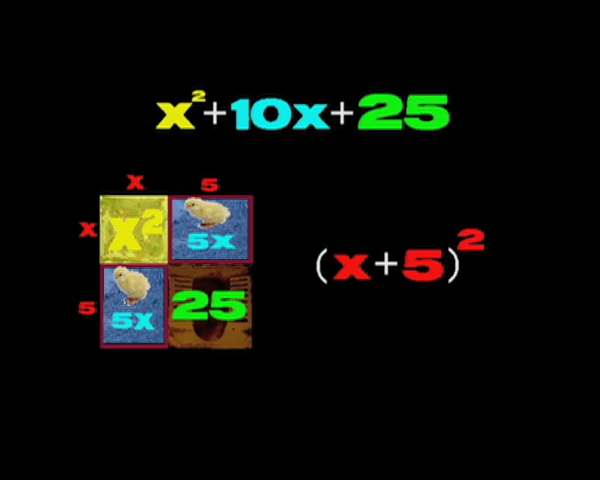 x²+10x+25
x 5
x x² 5x
(x+5)²
5 5x 25